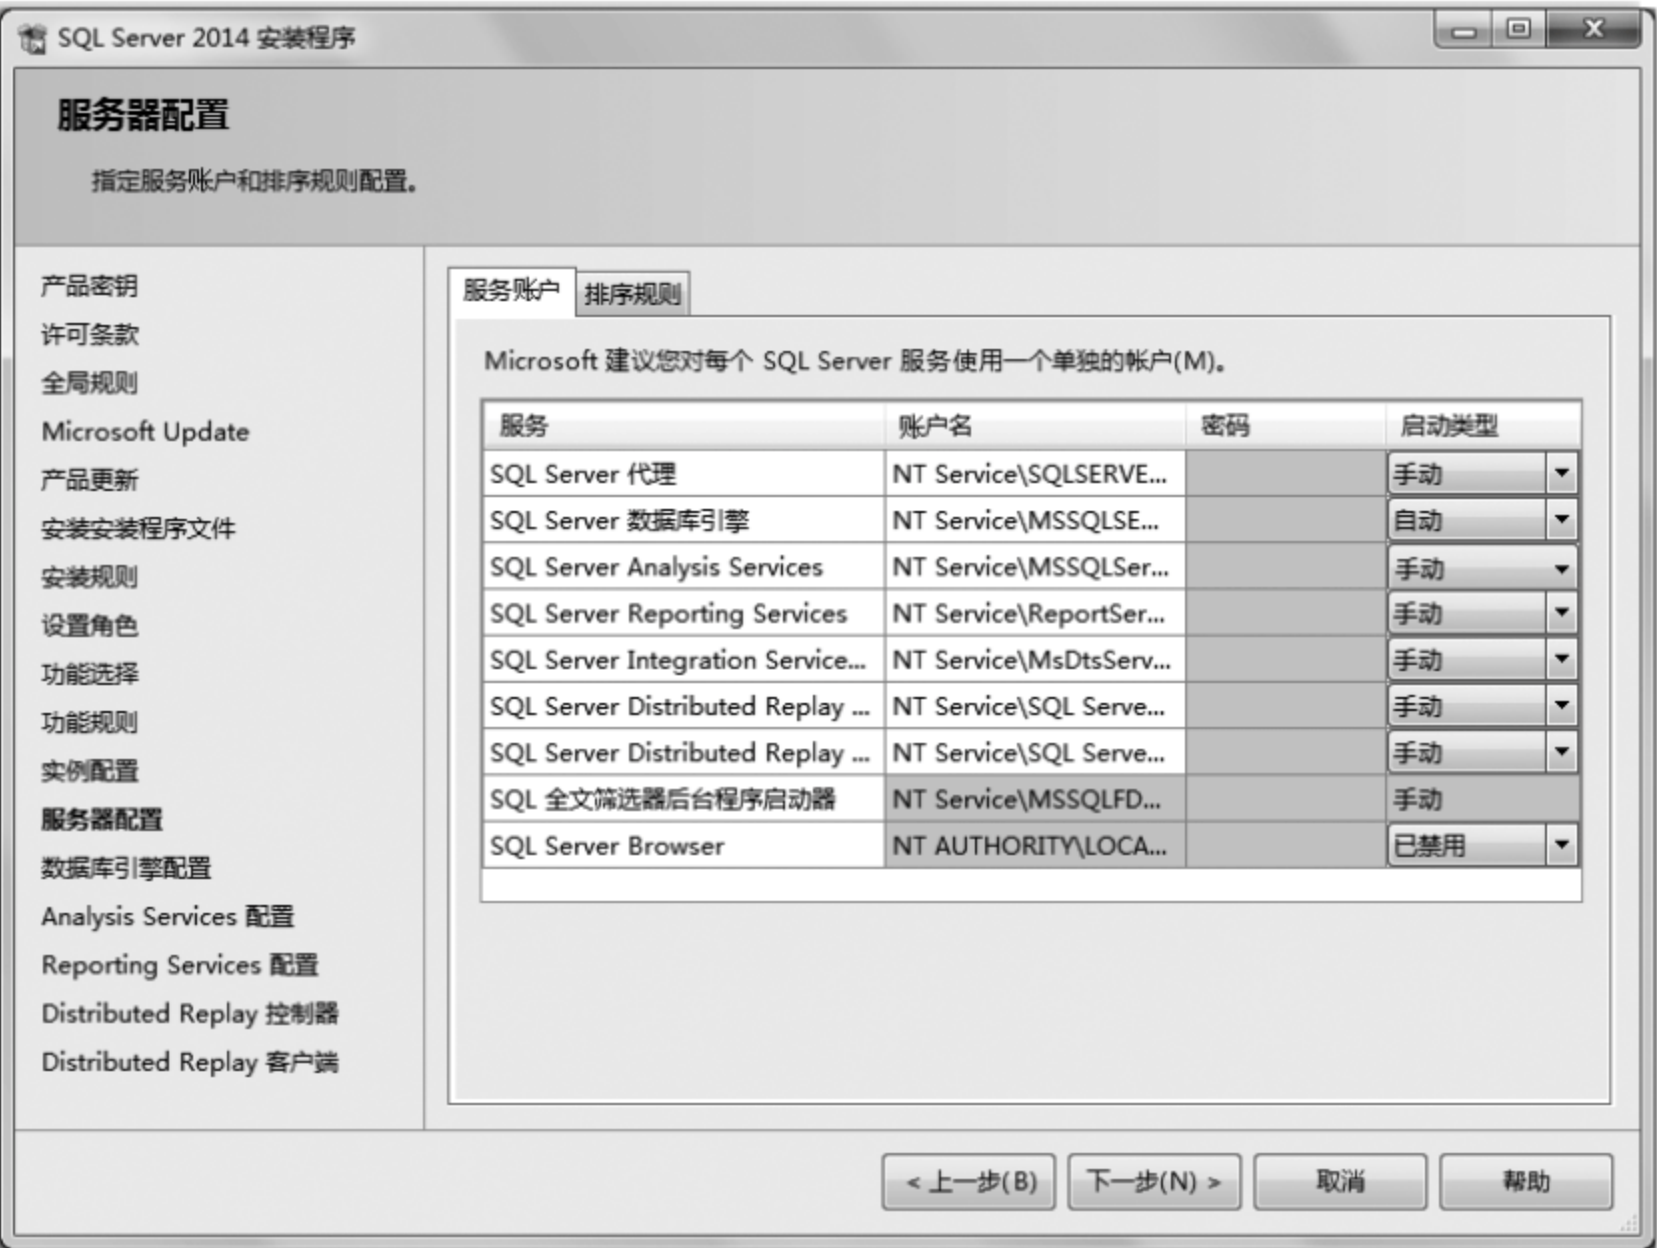 SQL Server 2014 安装程序
服务器配置
指定服务账户和排序规则配置。
产品密钥
许可条款
全局规则
Microsoft Update
产品更新
安装安装程序文件
安装规则
设置角色
功能选择
功能规则
实例配置
服务器配置
数据库引擎配置
Analysis Services 配置
Reporting Services 配置
Distributed Replay 控制器
Distributed Replay 客户端
服务账户 排序规则
Microsoft 建议您对每个 SQL Server 服务使用一个单独的帐户(M)。
服务 账户名 密码 启动类型
SQL Server 代理 NT Service\SQLSERVE... 手动
SQL Server 数据库引擎 NT Service\MSSQLSE... 自动
SQL Server Analysis Services NT Service\MSSQLSer... 手动
SQL Server Reporting Services NT Service\ReportSer... 手动
SQL Server Integration Service... NT Service\MsDtsServ... 手动
SQL Server Distributed Replay ... NT Service\SQL Serve... 手动
SQL Server Distributed Replay ... NT Service\SQL Serve... 手动
SQL 全文筛选器后台程序启动器 NT Service\MSSQLFD... 手动
SQL Server Browser NT AUTHORITY\LOCA... 已禁用
< 上一步(B) 下一步(N) > 取消 帮助